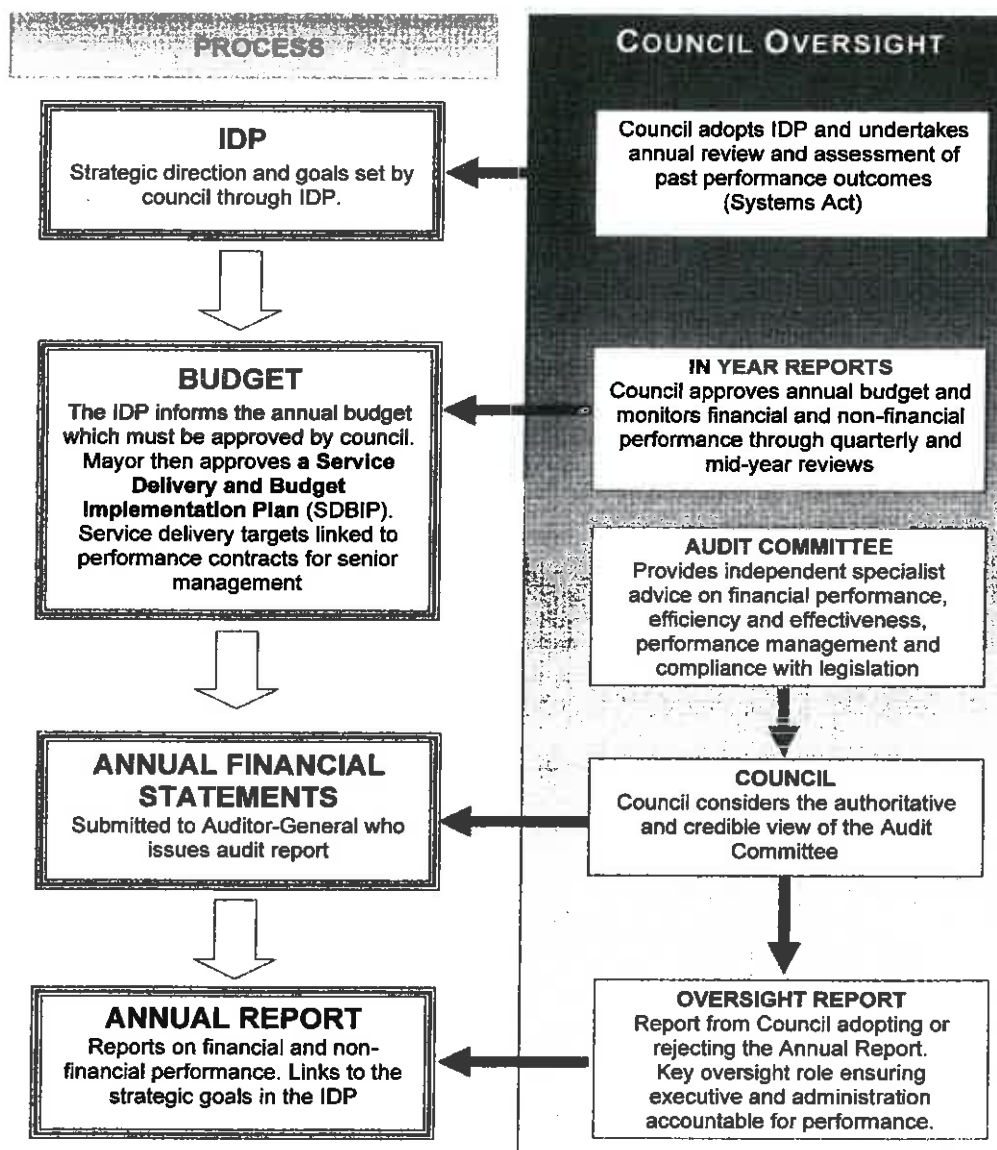 PROCESS
COUNCIL OVERSIGHT
IDP
Strategic direction and goals set by
council through IDP.
Council adopts IDP and undertakes
annual review and assessment of
past performance outcomes
(Systems Act)
BUDGET
The IDP informs the annual budget
which must be approved by council.
Mayor then approves a Service
Delivery and Budget
Implementation Plan (SDBIP).
Service delivery targets linked to
performance contracts for senior
management
IN YEAR REPORTS
Council approves annual budget and
monitors financial and non-financial
performance through quarterly and
mid-year reviews
AUDIT COMMITTEE
Provides independent specialist
advice on financial performance,
efficiency and effectiveness,
performance management and
compliance with legislation
ANNUAL FINANCIAL
STATEMENTS
Submitted to Auditor-General who
issues audit report
COUNCIL
Council considers the authoritative
and credible view of the Audit
Committee
ANNUAL REPORT
Reports on financial and non-
financial performance. Links to the
strategic goals in the IDP
OVERSIGHT REPORT
Report from Council adopting or
rejecting the Annual Report.
Key oversight role ensuring
executive and administration
accountable for performance.